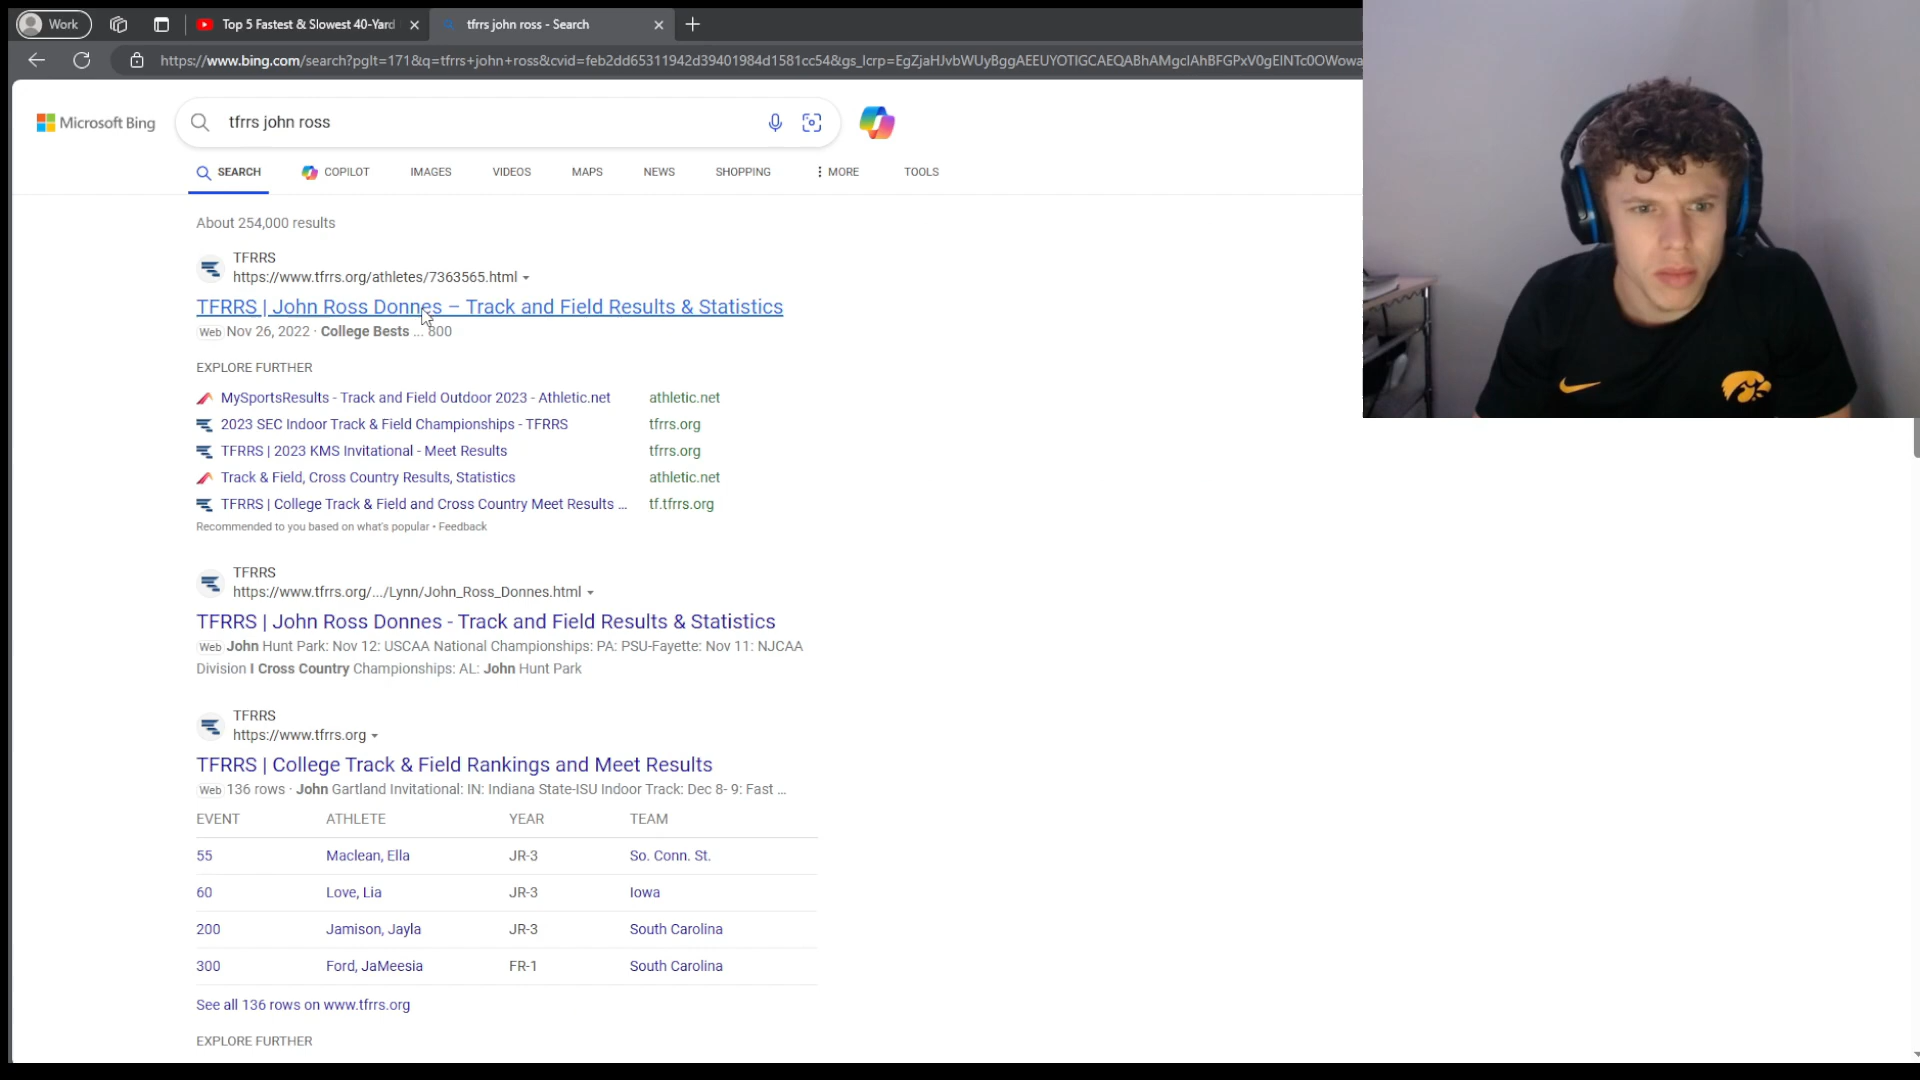 Work
Top 5 Fastest & Slowest 40-Yard
tfrrs john ross - Search
https://www.bing.com/search?pglt=171&q=tfrrs+john+ross&cvid=feb2dd65311942d39401984d1581cc54&gs_lcrp=EgZjaHJvbWUyBggAEEUYOTIGCAEQABhAMgcIAhBFGPxV0gEINTc0OWowa
Microsoft Bing
tfrrs john ross
SEARCH COPILOT IMAGES VIDEOS MAPS NEWS SHOPPING MORE TOOLS
About 254,000 results
TFRRS
https://www.tfrrs.org/athletes/7363565.html
TFRRS | John Ross Donnes – Track and Field Results & Statistics
Web Nov 26, 2022 · College Bests ... 800
EXPLORE FURTHER
MySportsResults - Track and Field Outdoor 2023 - Athletic.net athletic.net
2023 SEC Indoor Track & Field Championships - TFRRS tfrrs.org
TFRRS | 2023 KMS Invitational - Meet Results tfrrs.org
Track & Field, Cross Country Results, Statistics athletic.net
TFRRS | College Track & Field and Cross Country Meet Results ... tf.tfrrs.org
Recommended to you based on what's popular • Feedback
TFRRS
https://www.tfrrs.org/.../Lynn/John_Ross_Donnes.html
TFRRS | John Ross Donnes - Track and Field Results & Statistics
Web John Hunt Park: Nov 12: USCAA National Championships: PA: PSU-Fayette: Nov 11: NJCAA
Division I Cross Country Championships: AL: John Hunt Park
TFRRS
https://www.tfrrs.org
TFRRS | College Track & Field Rankings and Meet Results
Web 136 rows · John Gartland Invitational: IN: Indiana State-ISU Indoor Track: Dec 8- 9: Fast ...
EVENT ATHLETE YEAR TEAM
55 Maclean, Ella JR-3 So. Conn. St.
60 Love, Lia JR-3 Iowa
200 Jamison, Jayla JR-3 South Carolina
300 Ford, JaMeesia FR-1 South Carolina
See all 136 rows on www.tfrrs.org
EXPLORE FURTHER